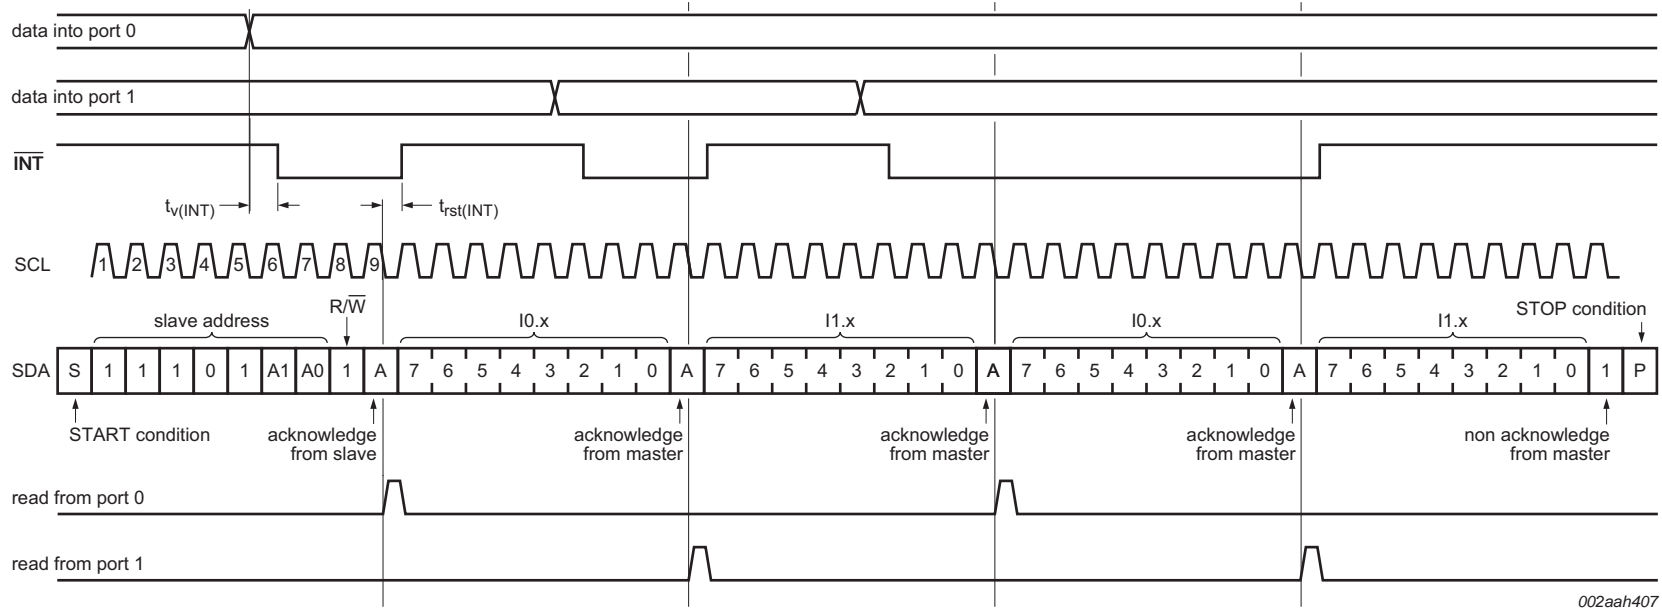 data into port 0
data into port 1
INT
tv(INT)
trst(INT)
SCL
1 2 3 4 5 6 7 8 9
R/W
STOP condition
slave address
I0.x
I1.x
I0.x
I1.x
SDA
S 1 1 1 0 1 A1 A0 1 A 7 6 5 4 3 2 1 0 A 7 6 5 4 3 2 1 0 A 7 6 5 4 3 2 1 0 A 7 6 5 4 3 2 1 0 1 P
START condition
acknowledge
from slave
acknowledge
from master
acknowledge
from master
acknowledge
from master
non acknowledge
from master
read from port 0
read from port 1
002aah407